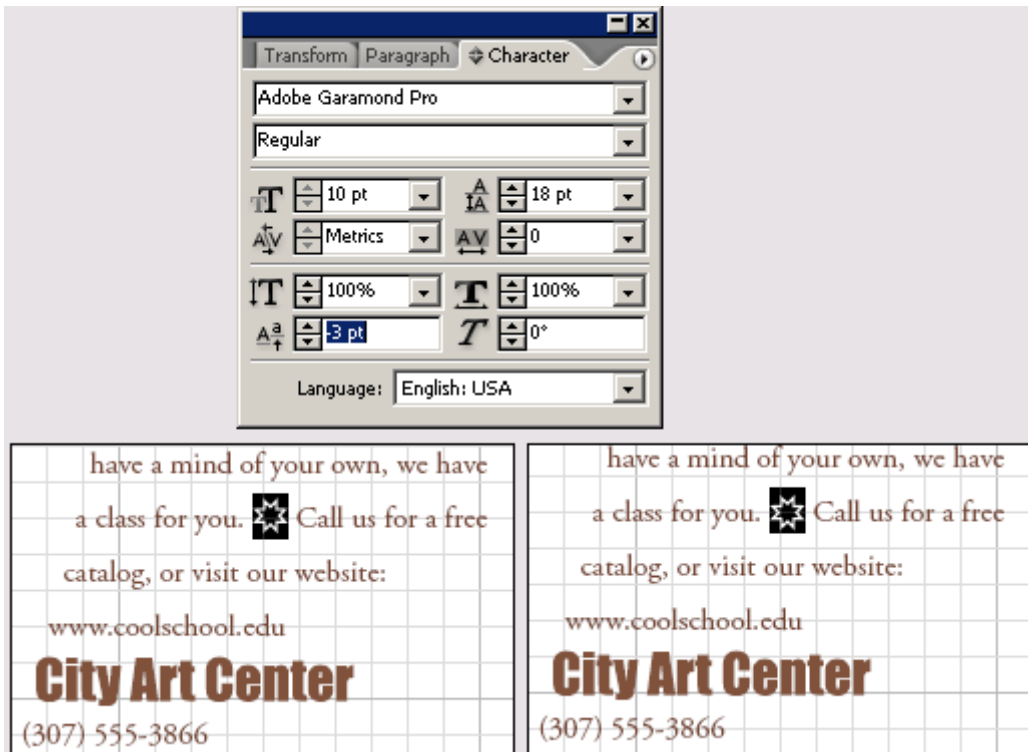 Transform Paragraph Character
Adobe Garamond Pro
Regular
10 pt 18 pt
Metrics 0
100% 100%
-3 pt 0°
Language: English: USA
have a mind of your own, we have
a class for you. Call us for a free
catalog, or visit our website:
www.coolschool.edu
City Art Center
(307) 555-3866
have a mind of your own, we have
a class for you. Call us for a free
catalog, or visit our website:
www.coolschool.edu
City Art Center
(307) 555-3866